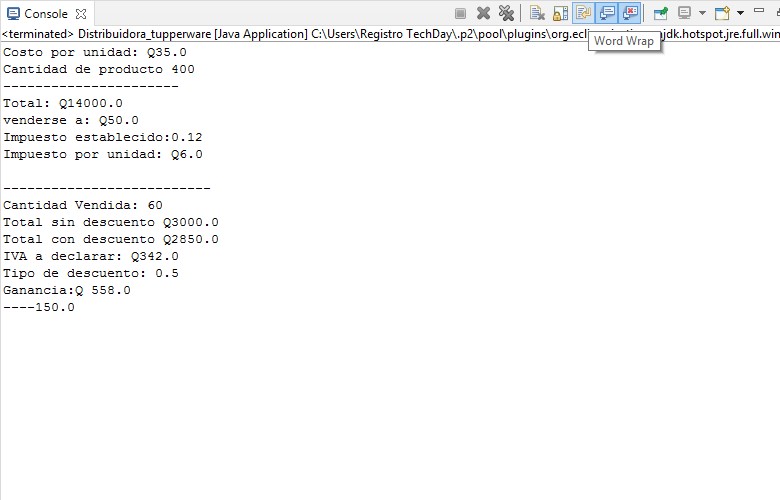 Console
<terminated> Distribuidora_tupperware [Java Application] C:\Users\Registro TechDay\.p2\pool\plugins\org.ecl jdk.hotspot.jre.full.win
Word Wrap
Costo por unidad: Q35.0
Cantidad de producto 400
----------------------
Total: Q14000.0
venderse a: Q50.0
Impuesto establecido:0.12
Impuesto por unidad: Q6.0
--------------------------
Cantidad Vendida: 60
Total sin descuento Q3000.0
Total con descuento Q2850.0
IVA a declarar: Q342.0
Tipo de descuento: 0.5
Ganancia:Q 558.0
----150.0